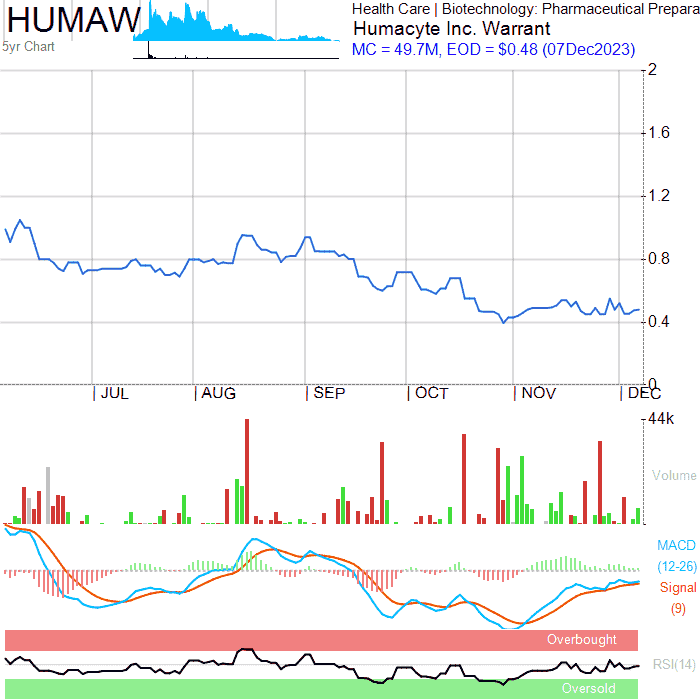 HUMAW
5yr Chart
Health Care | Biotechnology: Pharmaceutical Prepara
Humacyte Inc. Warrant
MC = 49.7M, EOD = $0.48 (07Dec2023)
2
1.6
1.2
0.8
0.4
0
JUL AUG SEP OCT NOV DEC
44k
Volume
MACD
(12-26)
Signal
(9)
Overbought
RSI(14)
Oversold